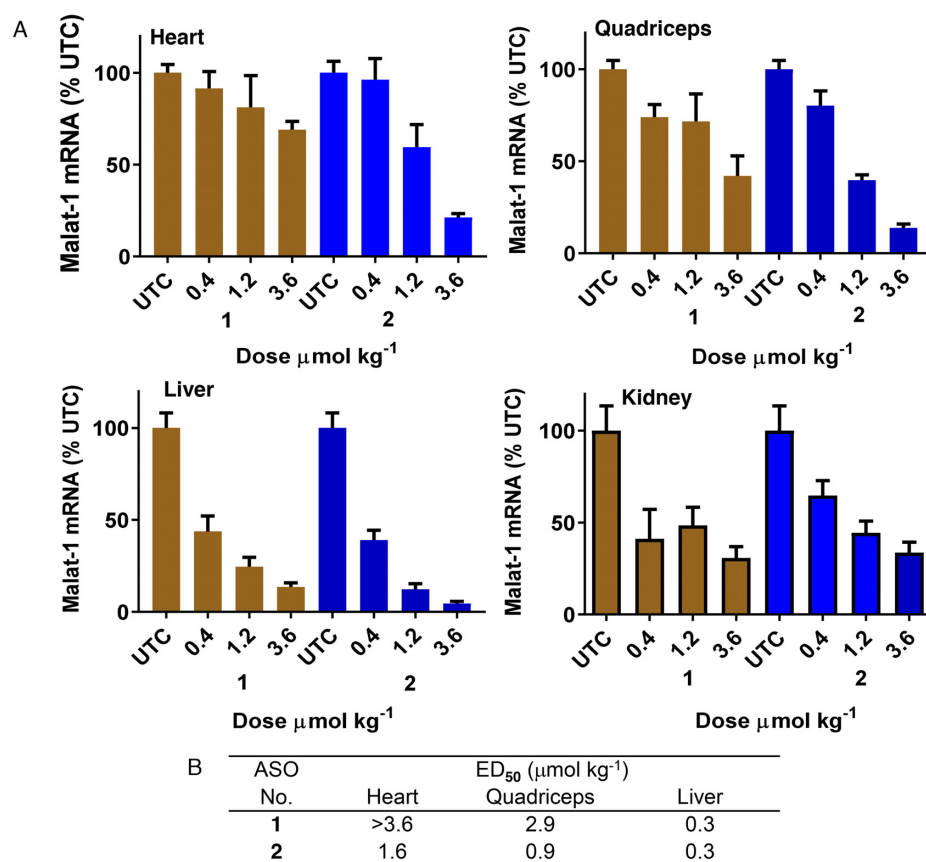 A
Heart
Malat-1 mRNA (% UTC)
100
50
0
UTC 0.4 1.2 3.6 UTC 0.4 1.2 3.6
1 2
Dose μmol kg-1
Quadriceps
Malat-1 mRNA (% UTC)
100
50
0
UTC 0.4 1.2 3.6 UTC 0.4 1.2 3.6
1 2
Dose μmol kg-1
Liver
Malat-1 mRNA (% UTC)
100
50
0
UTC 0.4 1.2 3.6 UTC 0.4 1.2 3.6
1 2
Dose μmol kg-1
Kidney
Malat-1 mRNA (% UTC)
100
50
0
UTC 0.4 1.2 3.6 UTC 0.4 1.2 3.6
1 2
Dose μmol kg-1
B
ASO ED50 (μmol kg-1)
No. Heart Quadriceps Liver
1 >3.6 2.9 0.3
2 1.6 0.9 0.3